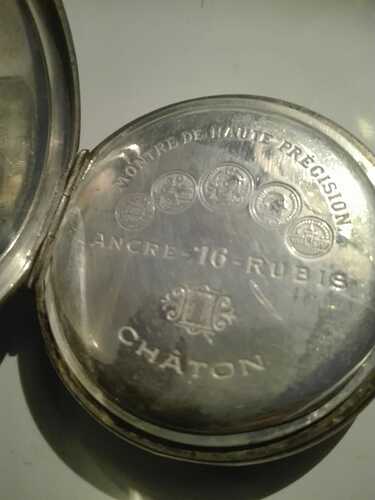 MONTRE DE HAUTE PRÉCISION
ANCRE-16-RUBIS
CHÂTON